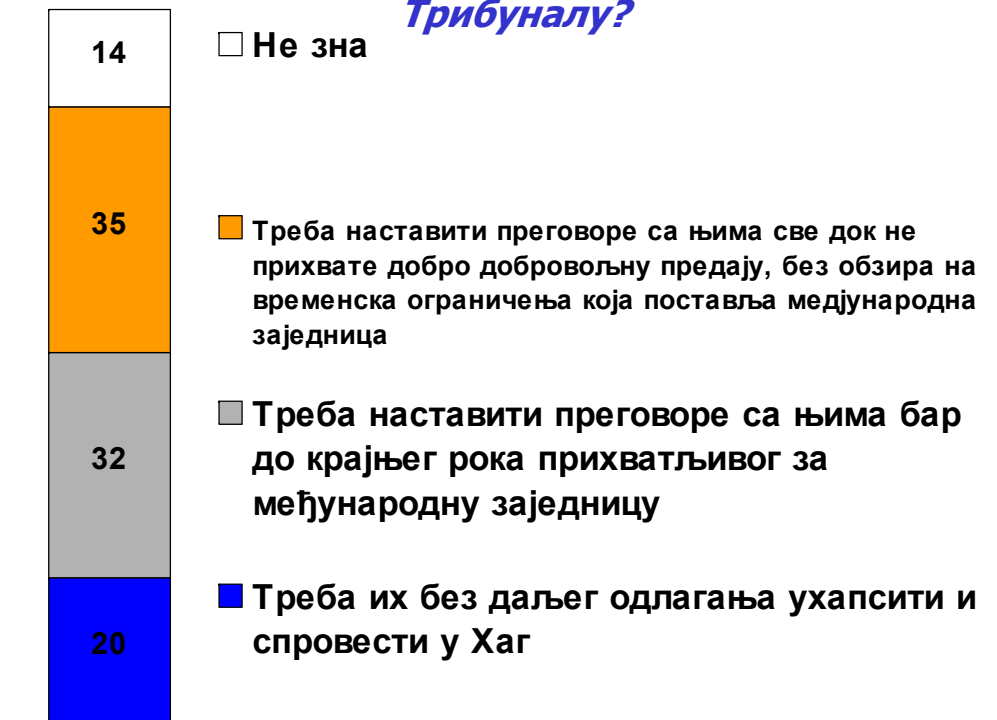 Трибуналу?
14
Не зна
35
Треба наставити преговоре са њима све док не
прихвате добро добровољну предају, без обзира на
временска ограничења која поставља медјународна
заједница
32
Треба наставити преговоре са њима бар
до крајњег рока прихватљивог за
међународну заједницу
20
Треба их без даљег одлагања ухапсити и
спровести у Хаг